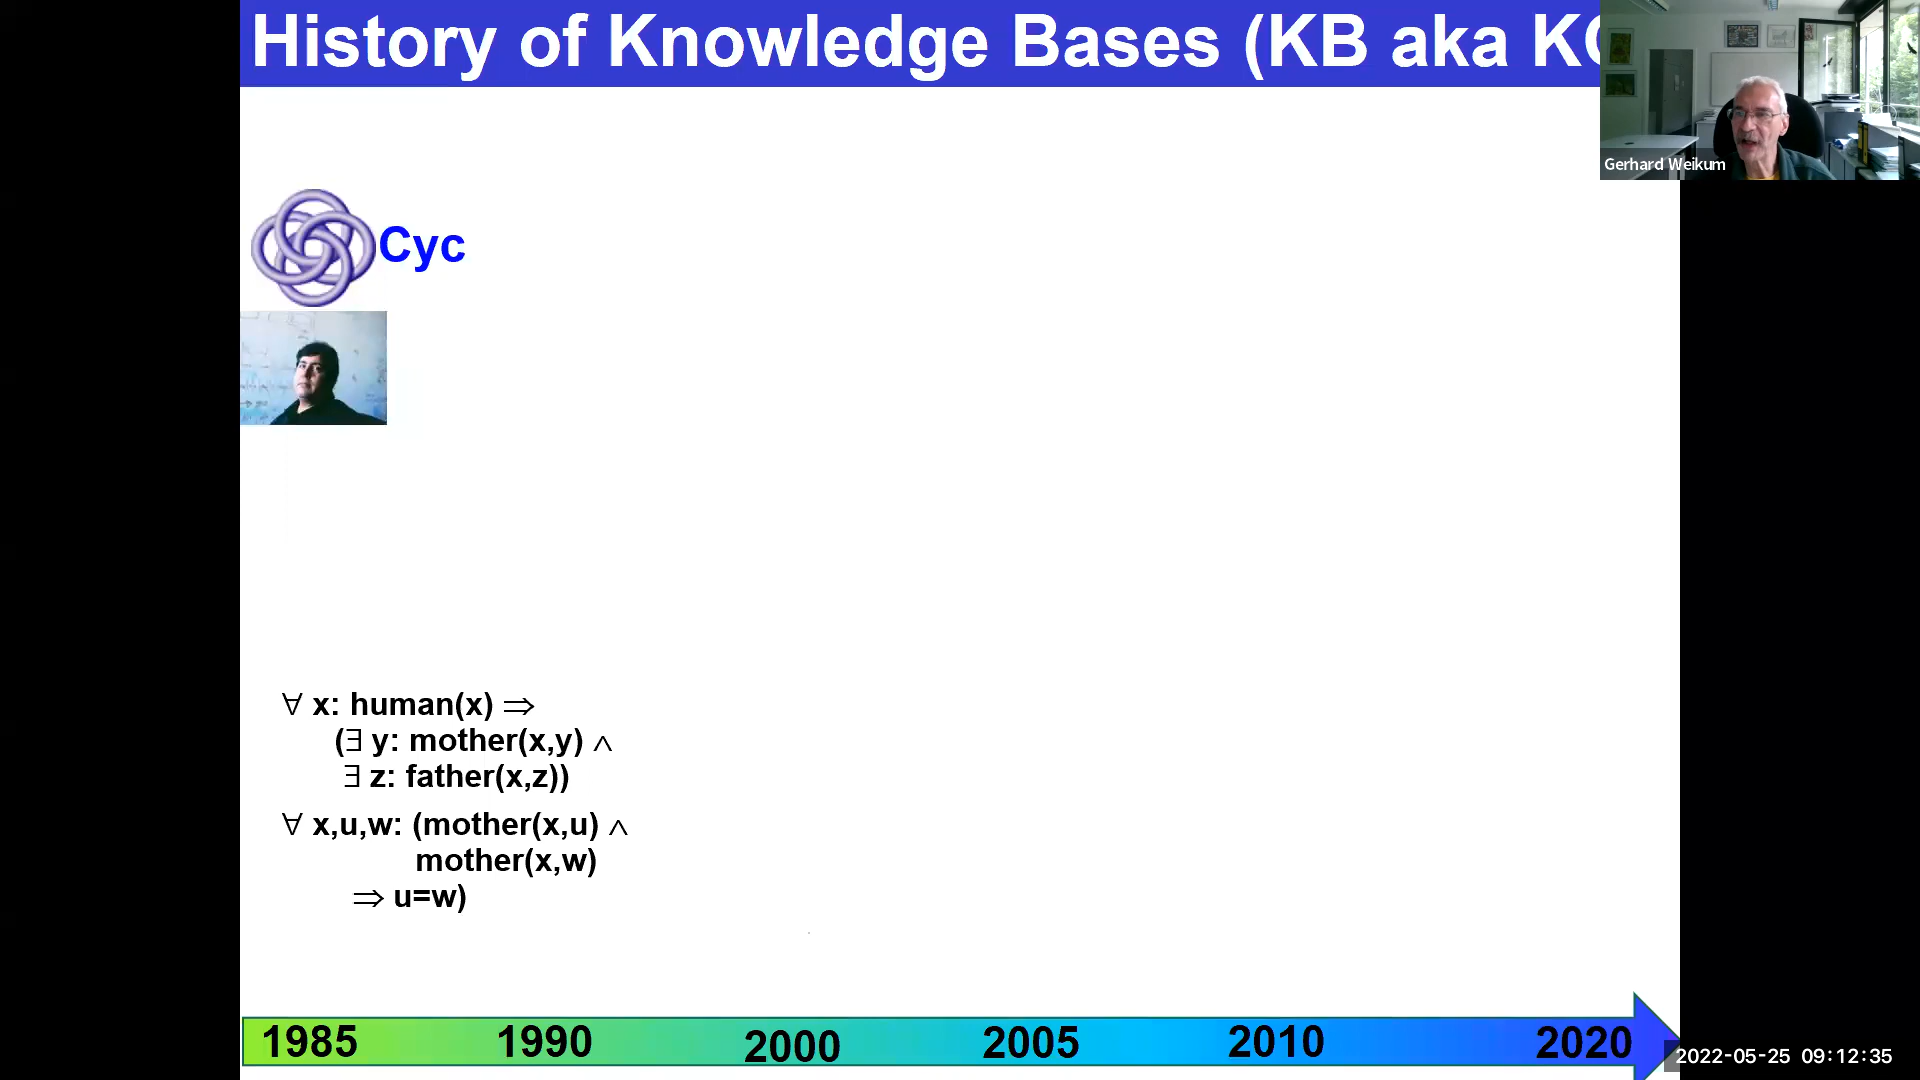 History of Knowledge Bases (KB aka K
Gerhard Weikum
Cyc
∀ x: human(x) ⇒
(∃ y: mother(x,y) ∧
∃ z: father(x,z))
∀ x,u,w: (mother(x,u) ∧
mother(x,w)
⇒ u=w)
1985 1990 2000 2005 2010 2020
2022-05-25 09:12:35